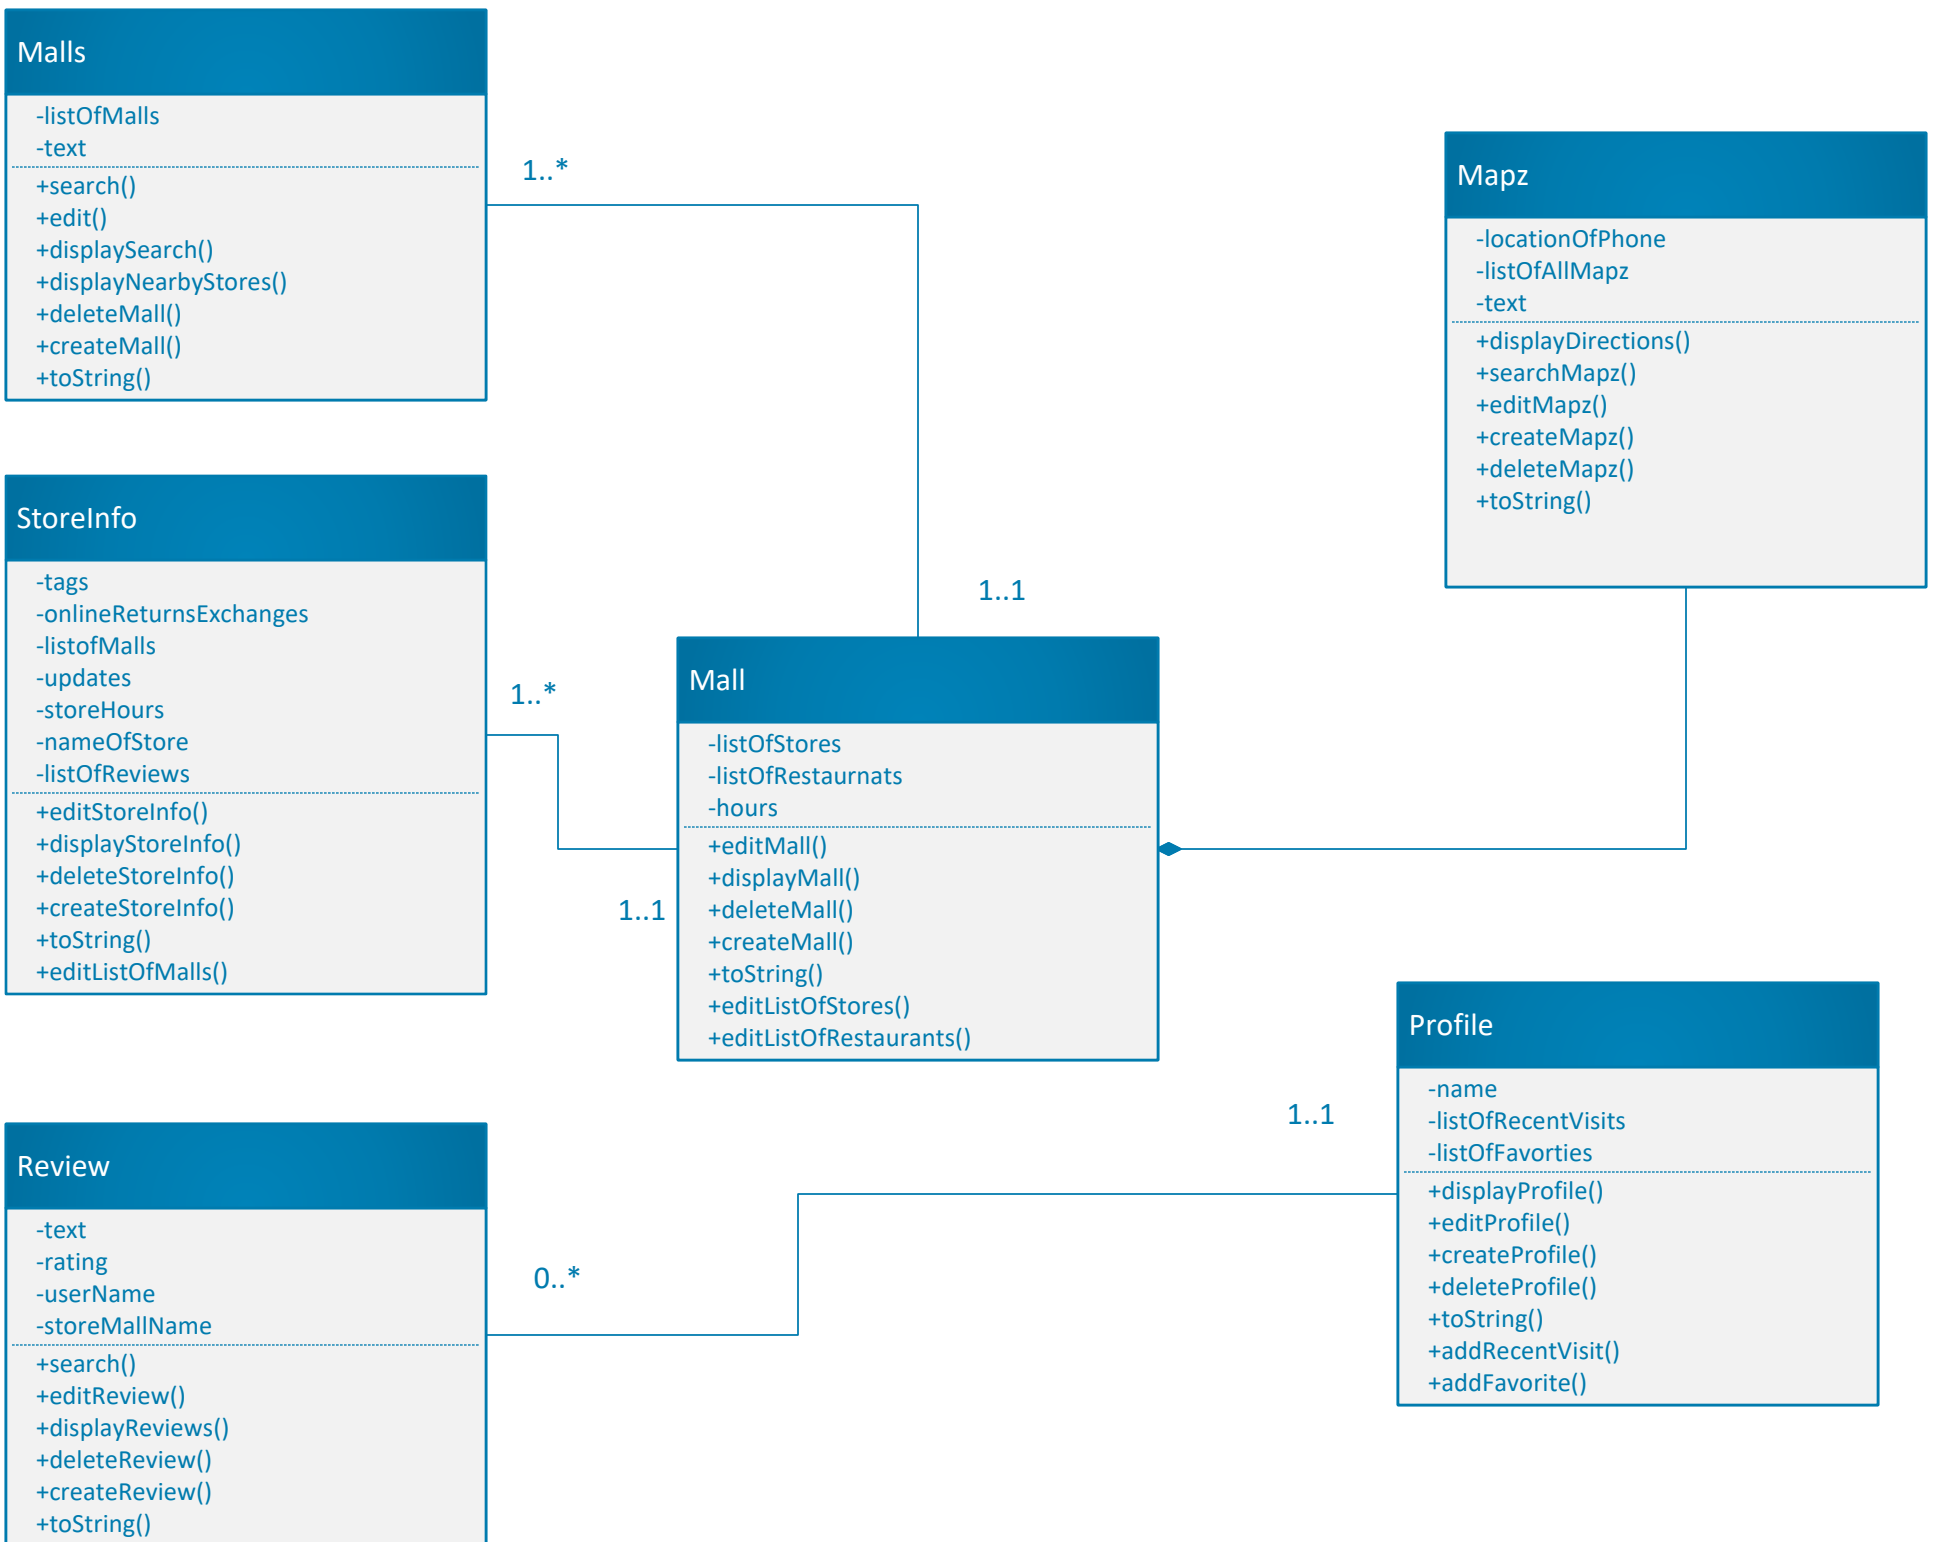 Malls
-listOfMalls
-text
+search()
+edit()
+displaySearch()
+displayNearbyStores()
+deleteMall()
+createMall()
+toString()
1..*
1..1
Mapz
-locationOfPhone
-listOfAllMapz
-text
+displayDirections()
+searchMapz()
+editMapz()
+createMapz()
+deleteMapz()
+toString()
StoreInfo
-tags
-onlineReturnsExchanges
-listofMalls
-updates
-storeHours
-nameOfStore
-listOfReviews
+editStoreInfo()
+displayStoreInfo()
+deleteStoreInfo()
+createStoreInfo()
+toString()
+editListOfMalls()
1..*
1..1
Mall
-listOfStores
-listOfRestaurnats
-hours
+editMall()
+displayMall()
+deleteMall()
+createMall()
+toString()
+editListOfStores()
+editListOfRestaurants()
Review
-text
-rating
-userName
-storeMallName
+search()
+editReview()
+displayReviews()
+deleteReview()
+createReview()
+toString()
0..*
1..1
Profile
-name
-listOfRecentVisits
-listOfFavorties
+displayProfile()
+editProfile()
+createProfile()
+deleteProfile()
+toString()
+addRecentVisit()
+addFavorite()